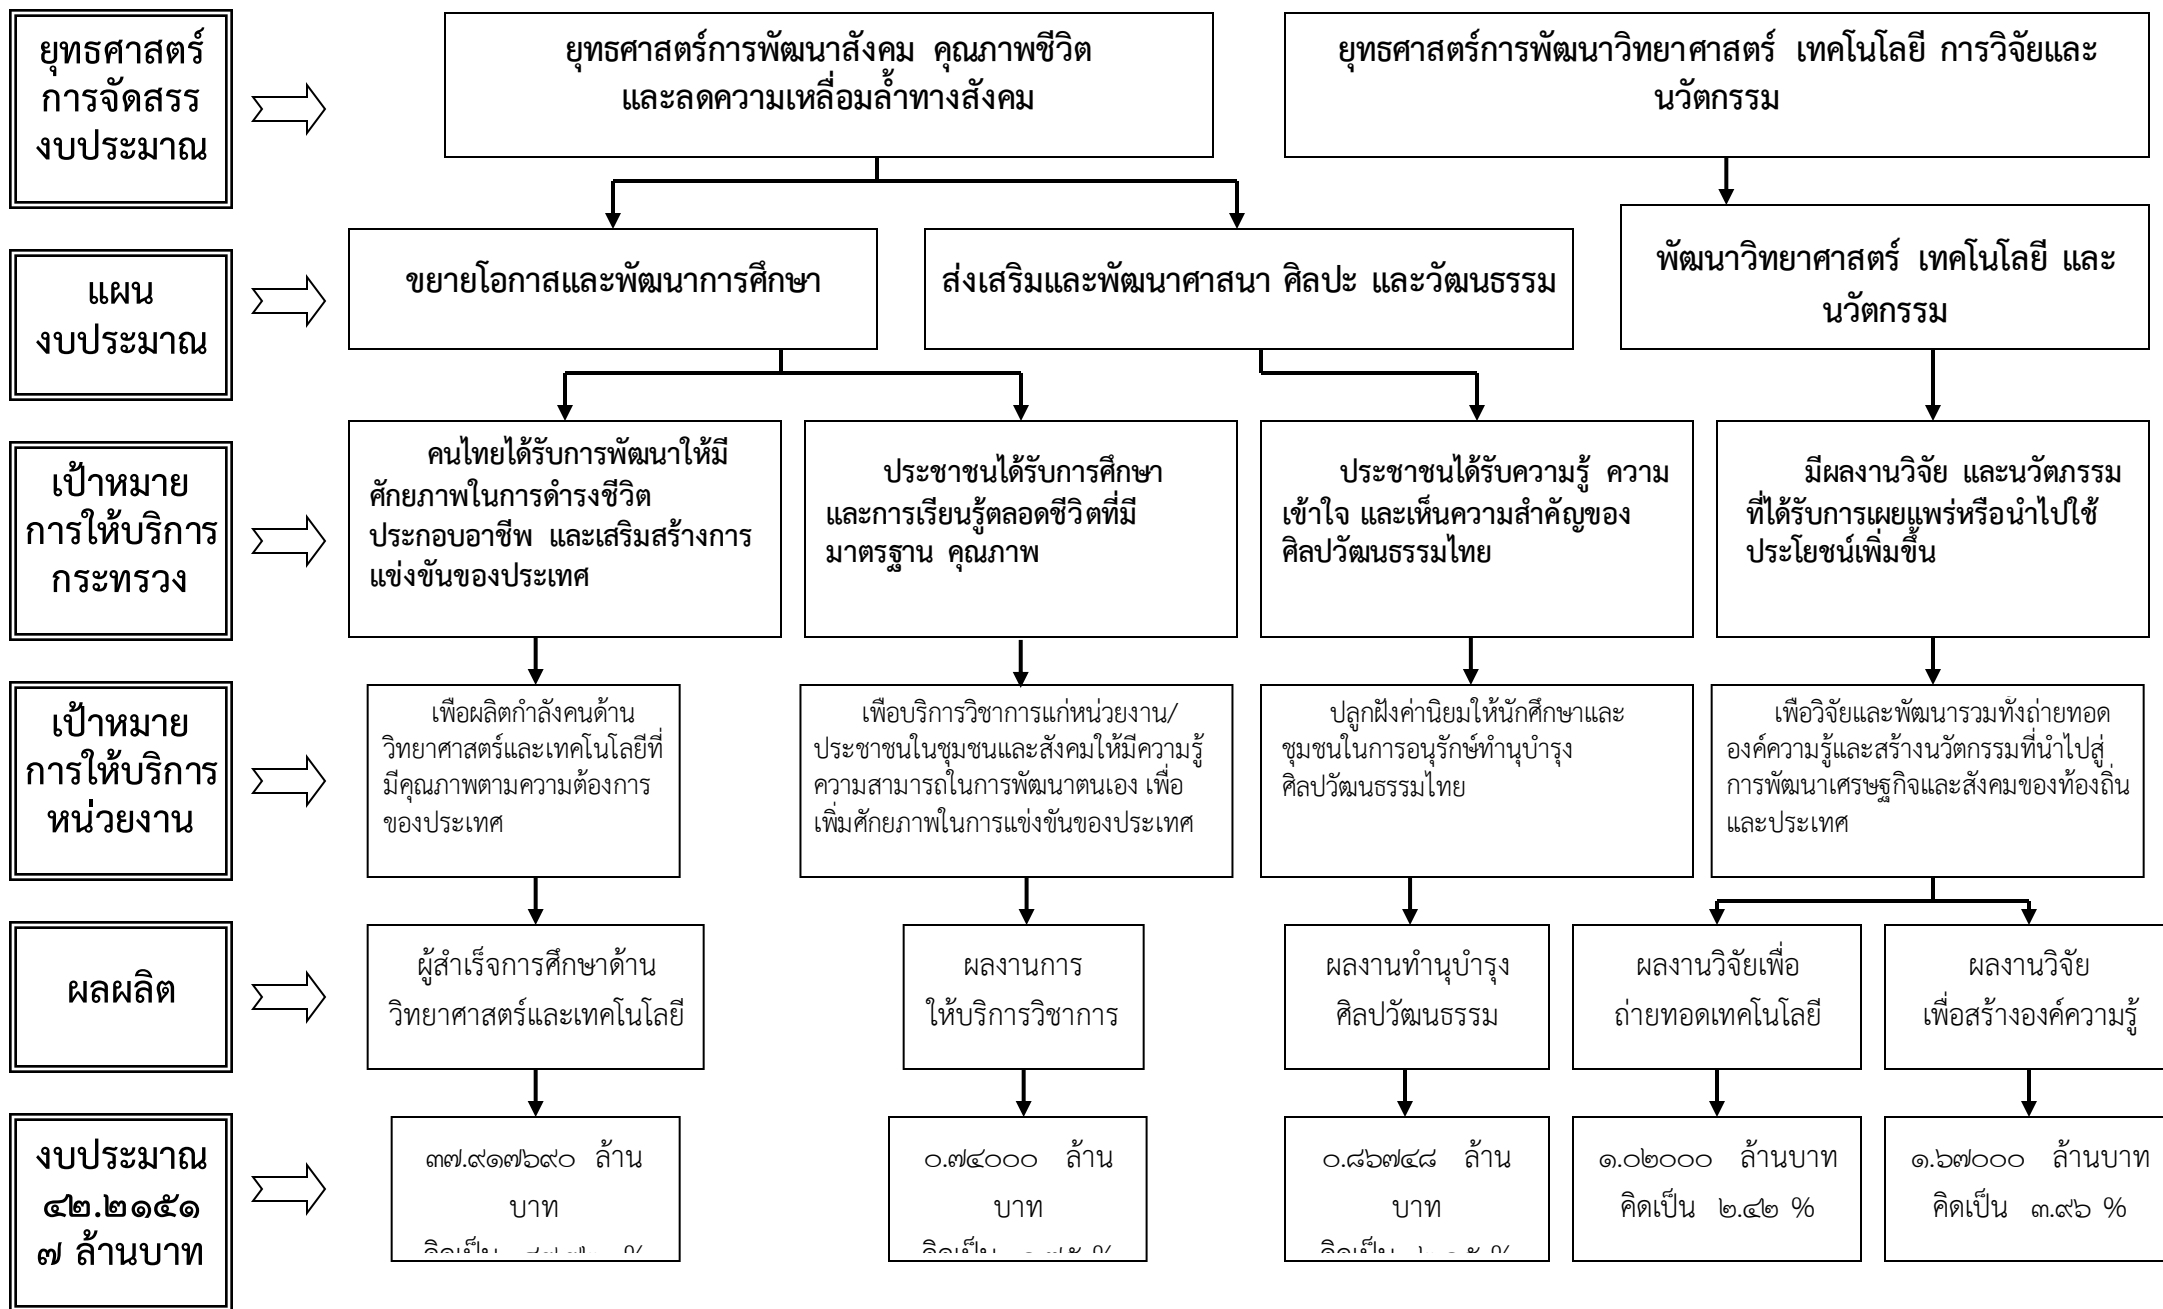 ยุทธศาสตร์
การจัดสรร
งบประมาณ
ยุทธศาสตร์การพัฒนาสังคม คุณภาพชีวิต
และลดความเหลื่อมล้ำทางสังคม
ยุทธศาสตร์การพัฒนาวิทยาศาสตร์ เทคโนโลยี การวิจัยและ
นวัตกรรม
แผน
งบประมาณ
ขยายโอกาสและพัฒนาการศึกษา
ส่งเสริมและพัฒนาศาสนา ศิลปะ และวัฒนธรรม
พัฒนาวิทยาศาสตร์ เทคโนโลยี และ
นวัตกรรม
เป้าหมาย
การให้บริการ
กระทรวง
คนไทยได้รับการพัฒนาให้มี
ศักยภาพในการดำรงชีวิต
ประกอบอาชีพ และเสริมสร้างการ
แข่งขันของประเทศ
ประชาชนได้รับการศึกษา
และการเรียนรู้ตลอดชีวิตที่มี
มาตรฐาน คุณภาพ
ประชาชนได้รับความรู้ ความ
เข้าใจ และเห็นความสำคัญของ
ศิลปวัฒนธรรมไทย
มีผลงานวิจัย และนวัตภรรม
ที่ได้รับการเผยแพร่หรือนำไปใช้
ประโยชน์เพิ่มขึ้น
เป้าหมาย
การให้บริการ
หน่วยงาน
เพื่อผลิตกำลังคนด้าน
วิทยาศาสตร์และเทคโนโลยีที่
มีคุณภาพตามความต้องการ
ของประเทศ
เพื่อบริการวิชาการแก่หน่วยงาน/
ประชาชนในชุมชนและสังคมให้มีความรู้
ความสามารถในการพัฒนาตนเอง เพื่อ
เพิ่มศักยภาพในการแข่งขันของประเทศ
ปลูกฝังค่านิยมให้นักศึกษาและ
ชุมชนในการอนุรักษ์ทำนุบำรุง
ศิลปวัฒนธรรมไทย
เพื่อวิจัยและพัฒนารวมทั้งถ่ายทอด
องค์ความรู้และสร้างนวัตกรรมที่นำไปสู่
การพัฒนาเศรษฐกิจและสังคมของท้องถิ่น
และประเทศ
ผลผลิต
ผู้สำเร็จการศึกษาด้าน
วิทยาศาสตร์และเทคโนโลยี
ผลงานการ
ให้บริการวิชาการ
ผลงานทำนุบำรุง
ศิลปวัฒนธรรม
ผลงานวิจัยเพื่อ
ถ่ายทอดเทคโนโลยี
ผลงานวิจัย
เพื่อสร้างองค์ความรู้
งบประมาณ
๔๒.๒๑๕๑
๗ ล้านบาท
๓๗.๙๑๗๖๙๐ ล้าน
บาท
คิดเป็น %
๐.๗๔๐๐๐ ล้าน
บาท
คิดเป็น %
๐.๘๖๗๔๘ ล้าน
บาท
คิดเป็น %
๑.๐๒๐๐๐ ล้านบาท
คิดเป็น ๒.๔๒ %
๑.๖๗๐๐๐ ล้านบาท
คิดเป็น ๓.๙๖ %